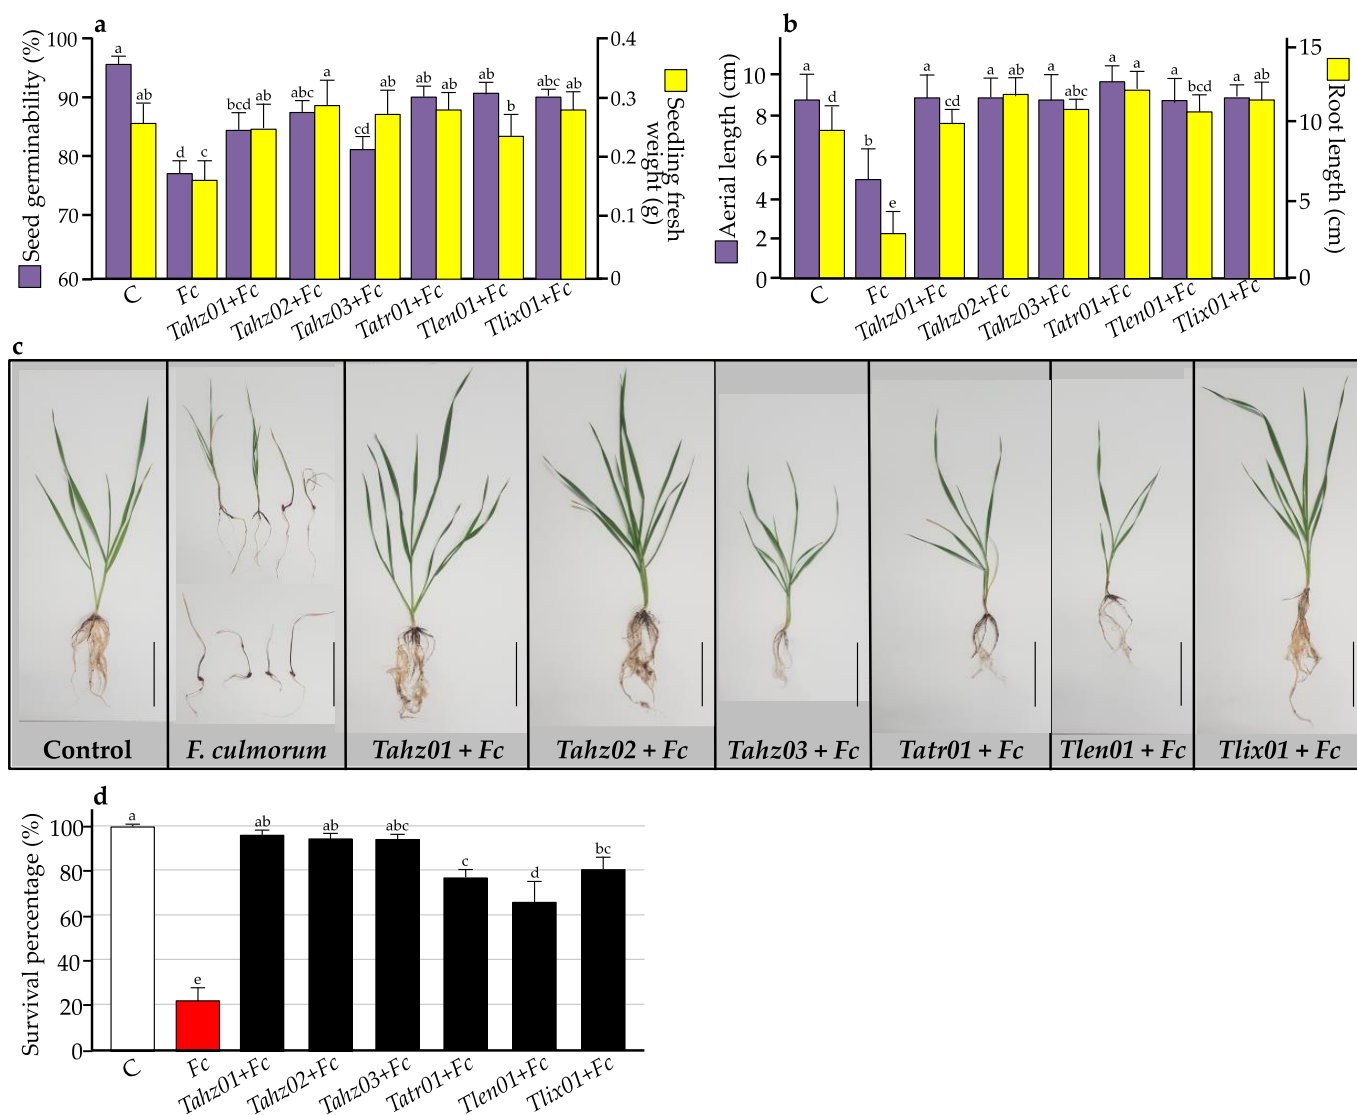 a
Seed germinability (%)
100
90
80
70
60
a
ab
d
c
bcd
ab
abc
a
cd
ab
ab
ab
ab
b
abc
ab
0.4
0.3
0.2
0.1
0
Seedling fresh
weight (g)
C
Fc
Tahz01+Fc
Tahz02+Fc
Tahz03+Fc
Tatr01+Fc
Tlen01+Fc
Tlix01+Fc
b
Aerial length (cm)
10
8
6
4
2
0
a
d
b
e
a
cd
a
ab
a
abc
a
a
a
bcd
a
ab
15
10
5
0
Root length (cm)
C
Fc
Tahz01+Fc
Tahz02+Fc
Tahz03+Fc
Tatr01+Fc
Tlen01+Fc
Tlix01+Fc
c
Control
F. culmorum
Tahz01 + Fc
Tahz02 + Fc
Tahz03 + Fc
Tatr01 + Fc
Tlen01 + Fc
Tlix01 + Fc
d
Survival percentage (%)
100
80
60
40
20
0
a
e
ab
ab
abc
c
d
bc
C
Fc
Tahz01+Fc
Tahz02+Fc
Tahz03+Fc
Tatr01+Fc
Tlen01+Fc
Tlix01+Fc